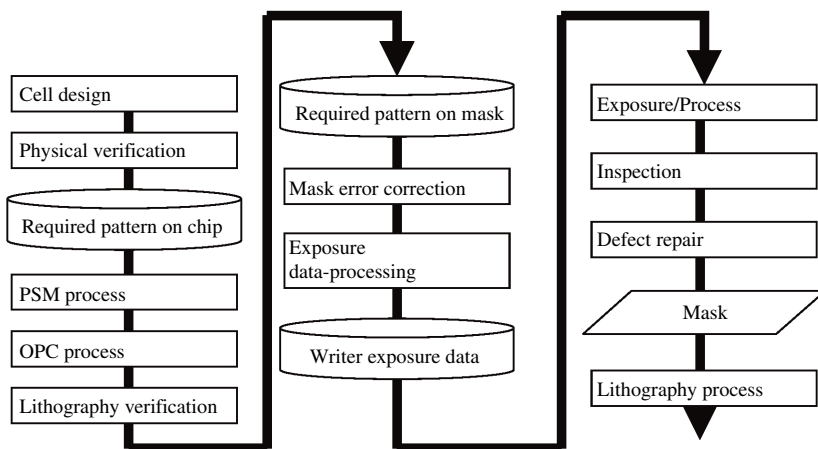 Cell design
Physical verification
Required pattern on chip
PSM process
OPC process
Lithography verification
Required pattern on mask
Mask error correction
Exposure
data-processing
Writer exposure data
Exposure/Process
Inspection
Defect repair
Mask
Lithography process